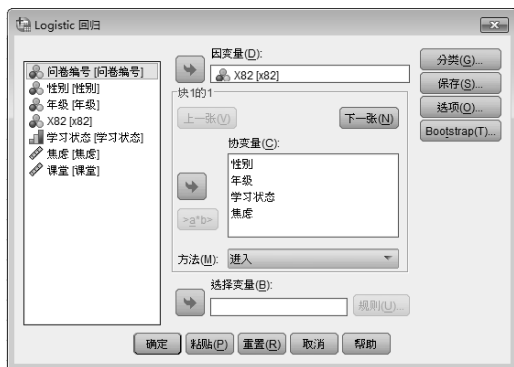 Logistic 回归
问卷编号 [问卷编号]
性别 [性别]
年级 [年级]
X82 [x82]
学习状态 [学习状态]
焦虑 [焦虑]
课堂 [课堂]
因变量(D):
X82 [x82]
块1的1
上一张(V)
下一张(N)
协变量(C):
性别
年级
学习状态
焦虑
>a*b>
方法(M):
进入
选择变量(B):
规则(U)...
分类(G)...
保存(S)...
选项(O)...
Bootstrap(T)...
确定
粘贴(P)
重置(R)
取消
帮助